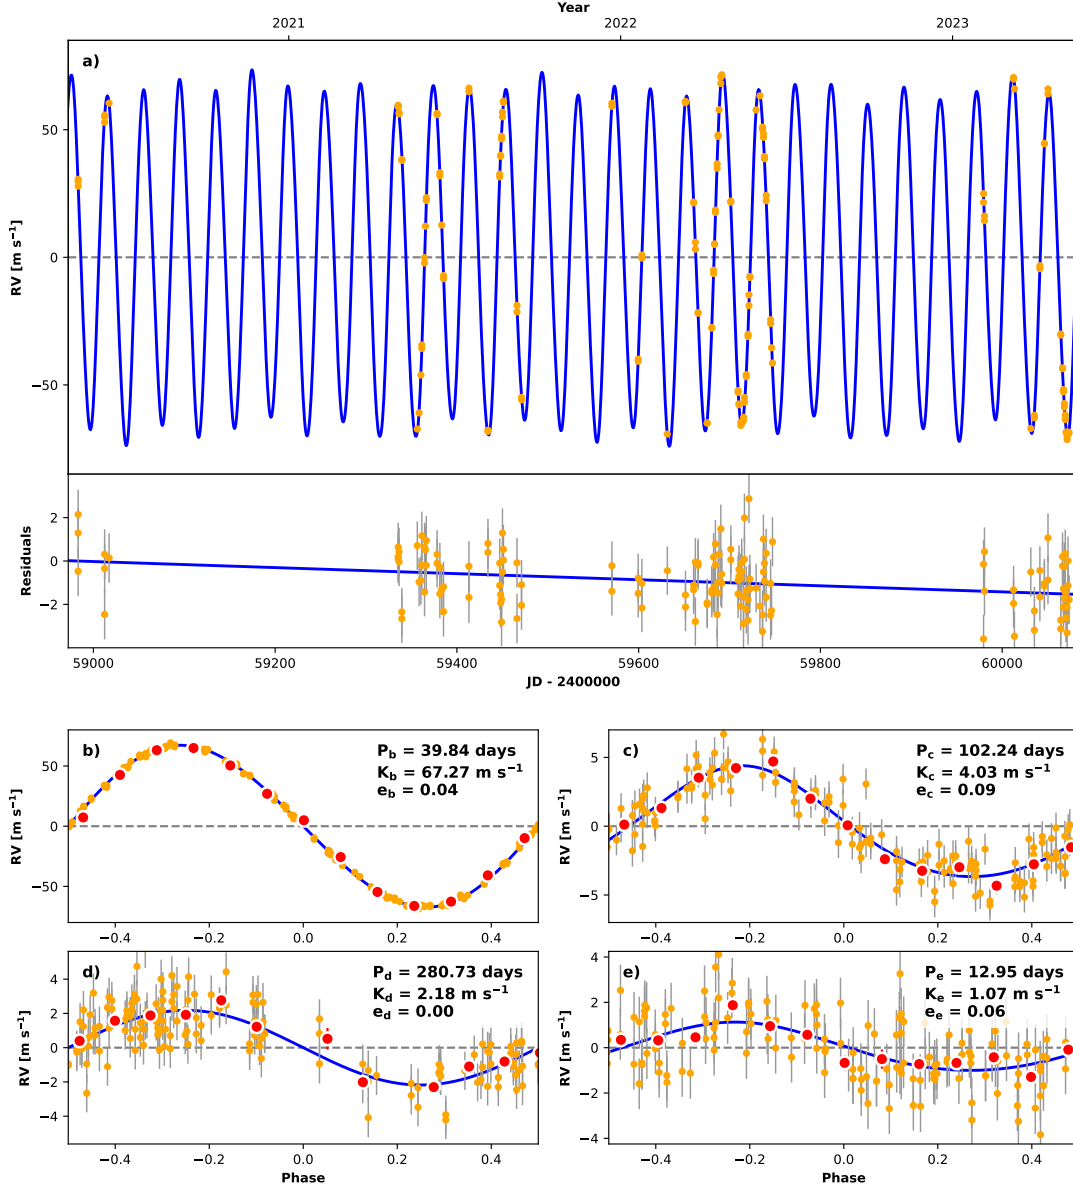 Year
2021 2022 2023
a)
50
0
−50
RV [m s⁻¹]
2
0
−2
Residuals
59000 59200 59400 59600 59800 60000
JD - 2400000
b)
P_b = 39.84 days
K_b = 67.27 m s⁻¹
e_b = 0.04
50
0
−50
RV [m s⁻¹]
−0.4 −0.2 0.0 0.2 0.4
c)
P_c = 102.24 days
K_c = 4.03 m s⁻¹
e_c = 0.09
5
0
−5
RV [m s⁻¹]
−0.4 −0.2 0.0 0.2 0.4
d)
P_d = 280.73 days
K_d = 2.18 m s⁻¹
e_d = 0.00
4
2
0
−2
−4
RV [m s⁻¹]
−0.4 −0.2 0.0 0.2 0.4
Phase
e)
P_e = 12.95 days
K_e = 1.07 m s⁻¹
e_e = 0.06
4
2
0
−2
−4
RV [m s⁻¹]
−0.4 −0.2 0.0 0.2 0.4
Phase